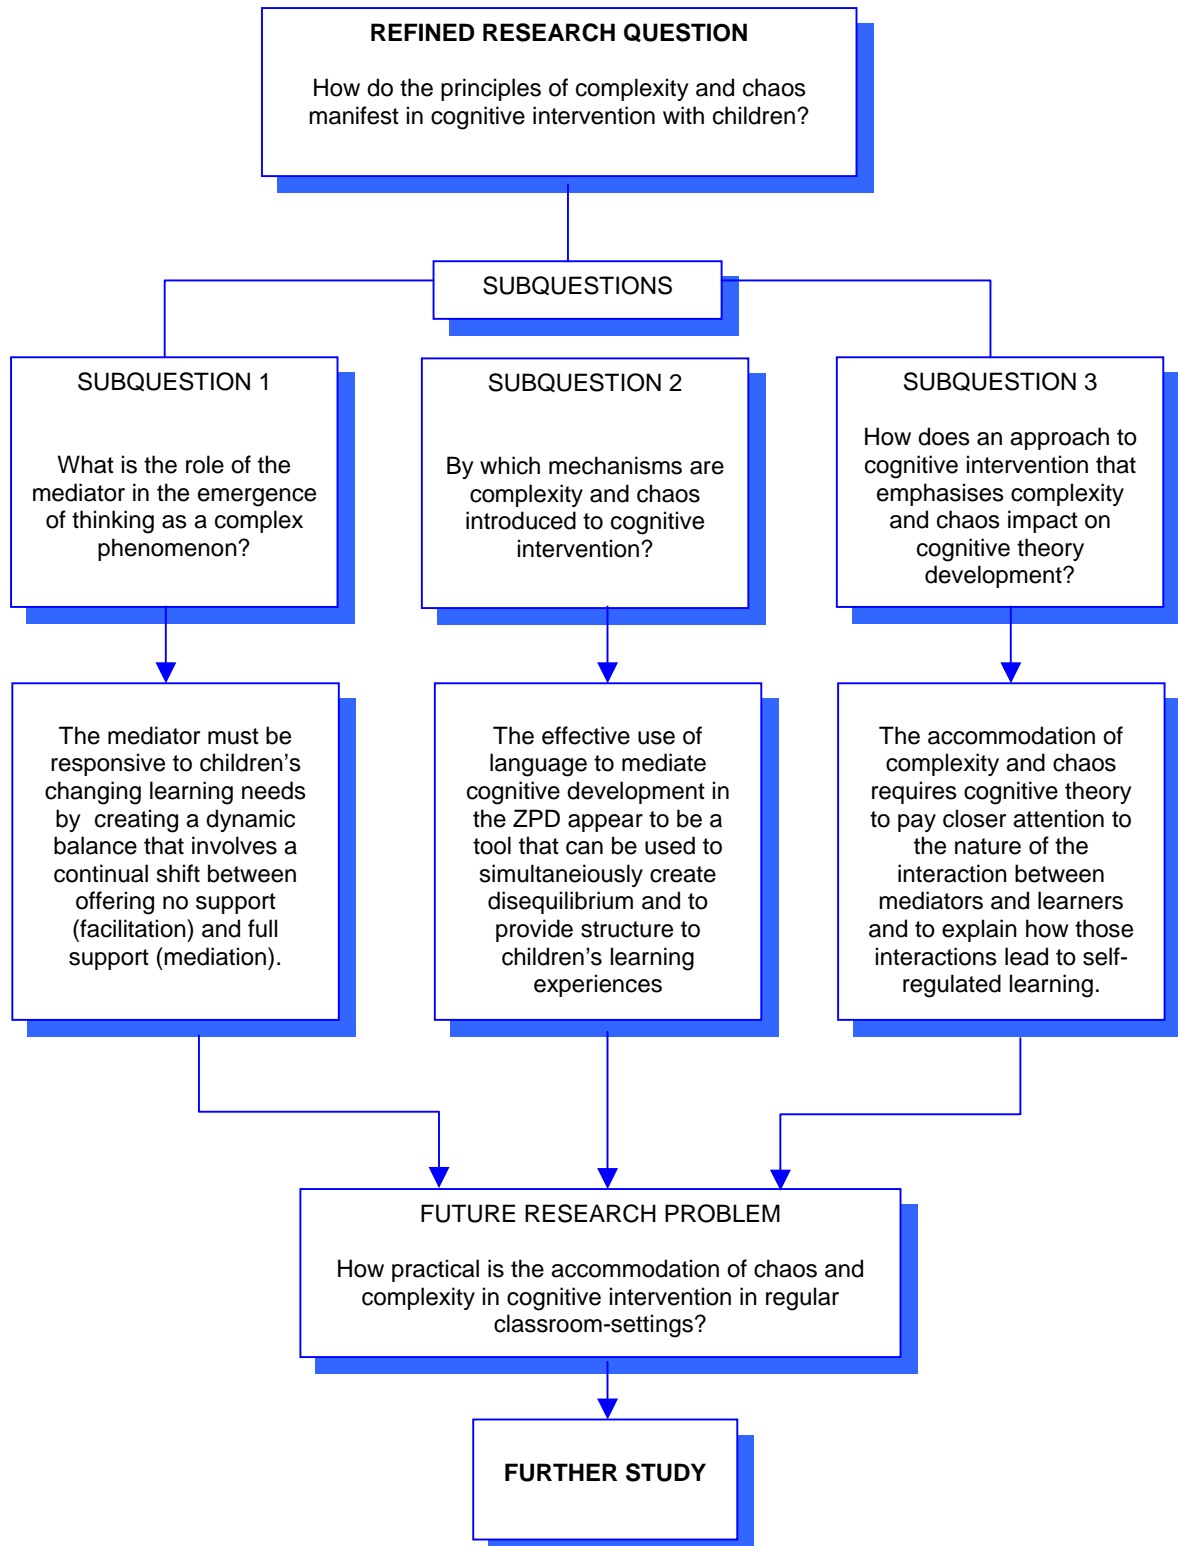 REFINED RESEARCH QUESTION
How do the principles of complexity and chaos
manifest in cognitive intervention with children?
SUBQUESTIONS
SUBQUESTION 1
What is the role of the
mediator in the emergence
of thinking as a complex
phenomenon?
SUBQUESTION 2
By which mechanisms are
complexity and chaos
introduced to cognitive
intervention?
SUBQUESTION 3
How does an approach to
cognitive intervention that
emphasises complexity
and chaos impact on
cognitive theory
development?
The mediator must be
responsive to children’s
changing learning needs
by creating a dynamic
balance that involves a
continual shift between
offering no support
(facilitation) and full
support (mediation).
The effective use of
language to mediate
cognitive development in
the ZPD appear to be a
tool that can be used to
simultaneiously create
disequilibrium and to
provide structure to
children’s learning
experiences
The accommodation of
complexity and chaos
requires cognitive theory
to pay closer attention to
the nature of the
interaction between
mediators and learners
and to explain how those
interactions lead to self-
regulated learning.
FUTURE RESEARCH PROBLEM
How practical is the accommodation of chaos and
complexity in cognitive intervention in regular
classroom-settings?
FURTHER STUDY